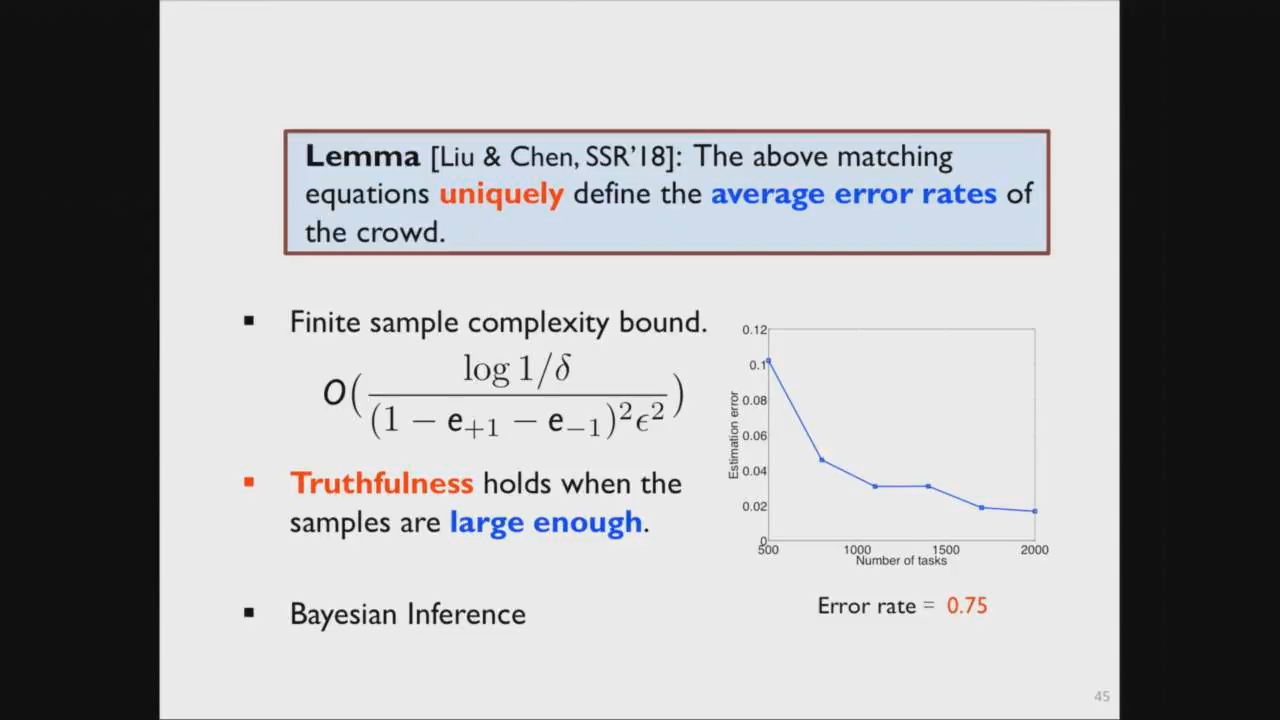 Lemma [Liu & Chen, SSR'18]: The above matching
equations uniquely define the average error rates of
the crowd.
▪ Finite sample complexity bound.
O( log 1/δ / (1 − e₊₁ − e₋₁)²ϵ² )
▪ Truthfulness holds when the
samples are large enough.
▪ Bayesian Inference
0.12
0.1
0.08
0.06
0.04
0.02
0
Estimation error
500 1000 1500 2000
Number of tasks
Error rate = 0.75
45